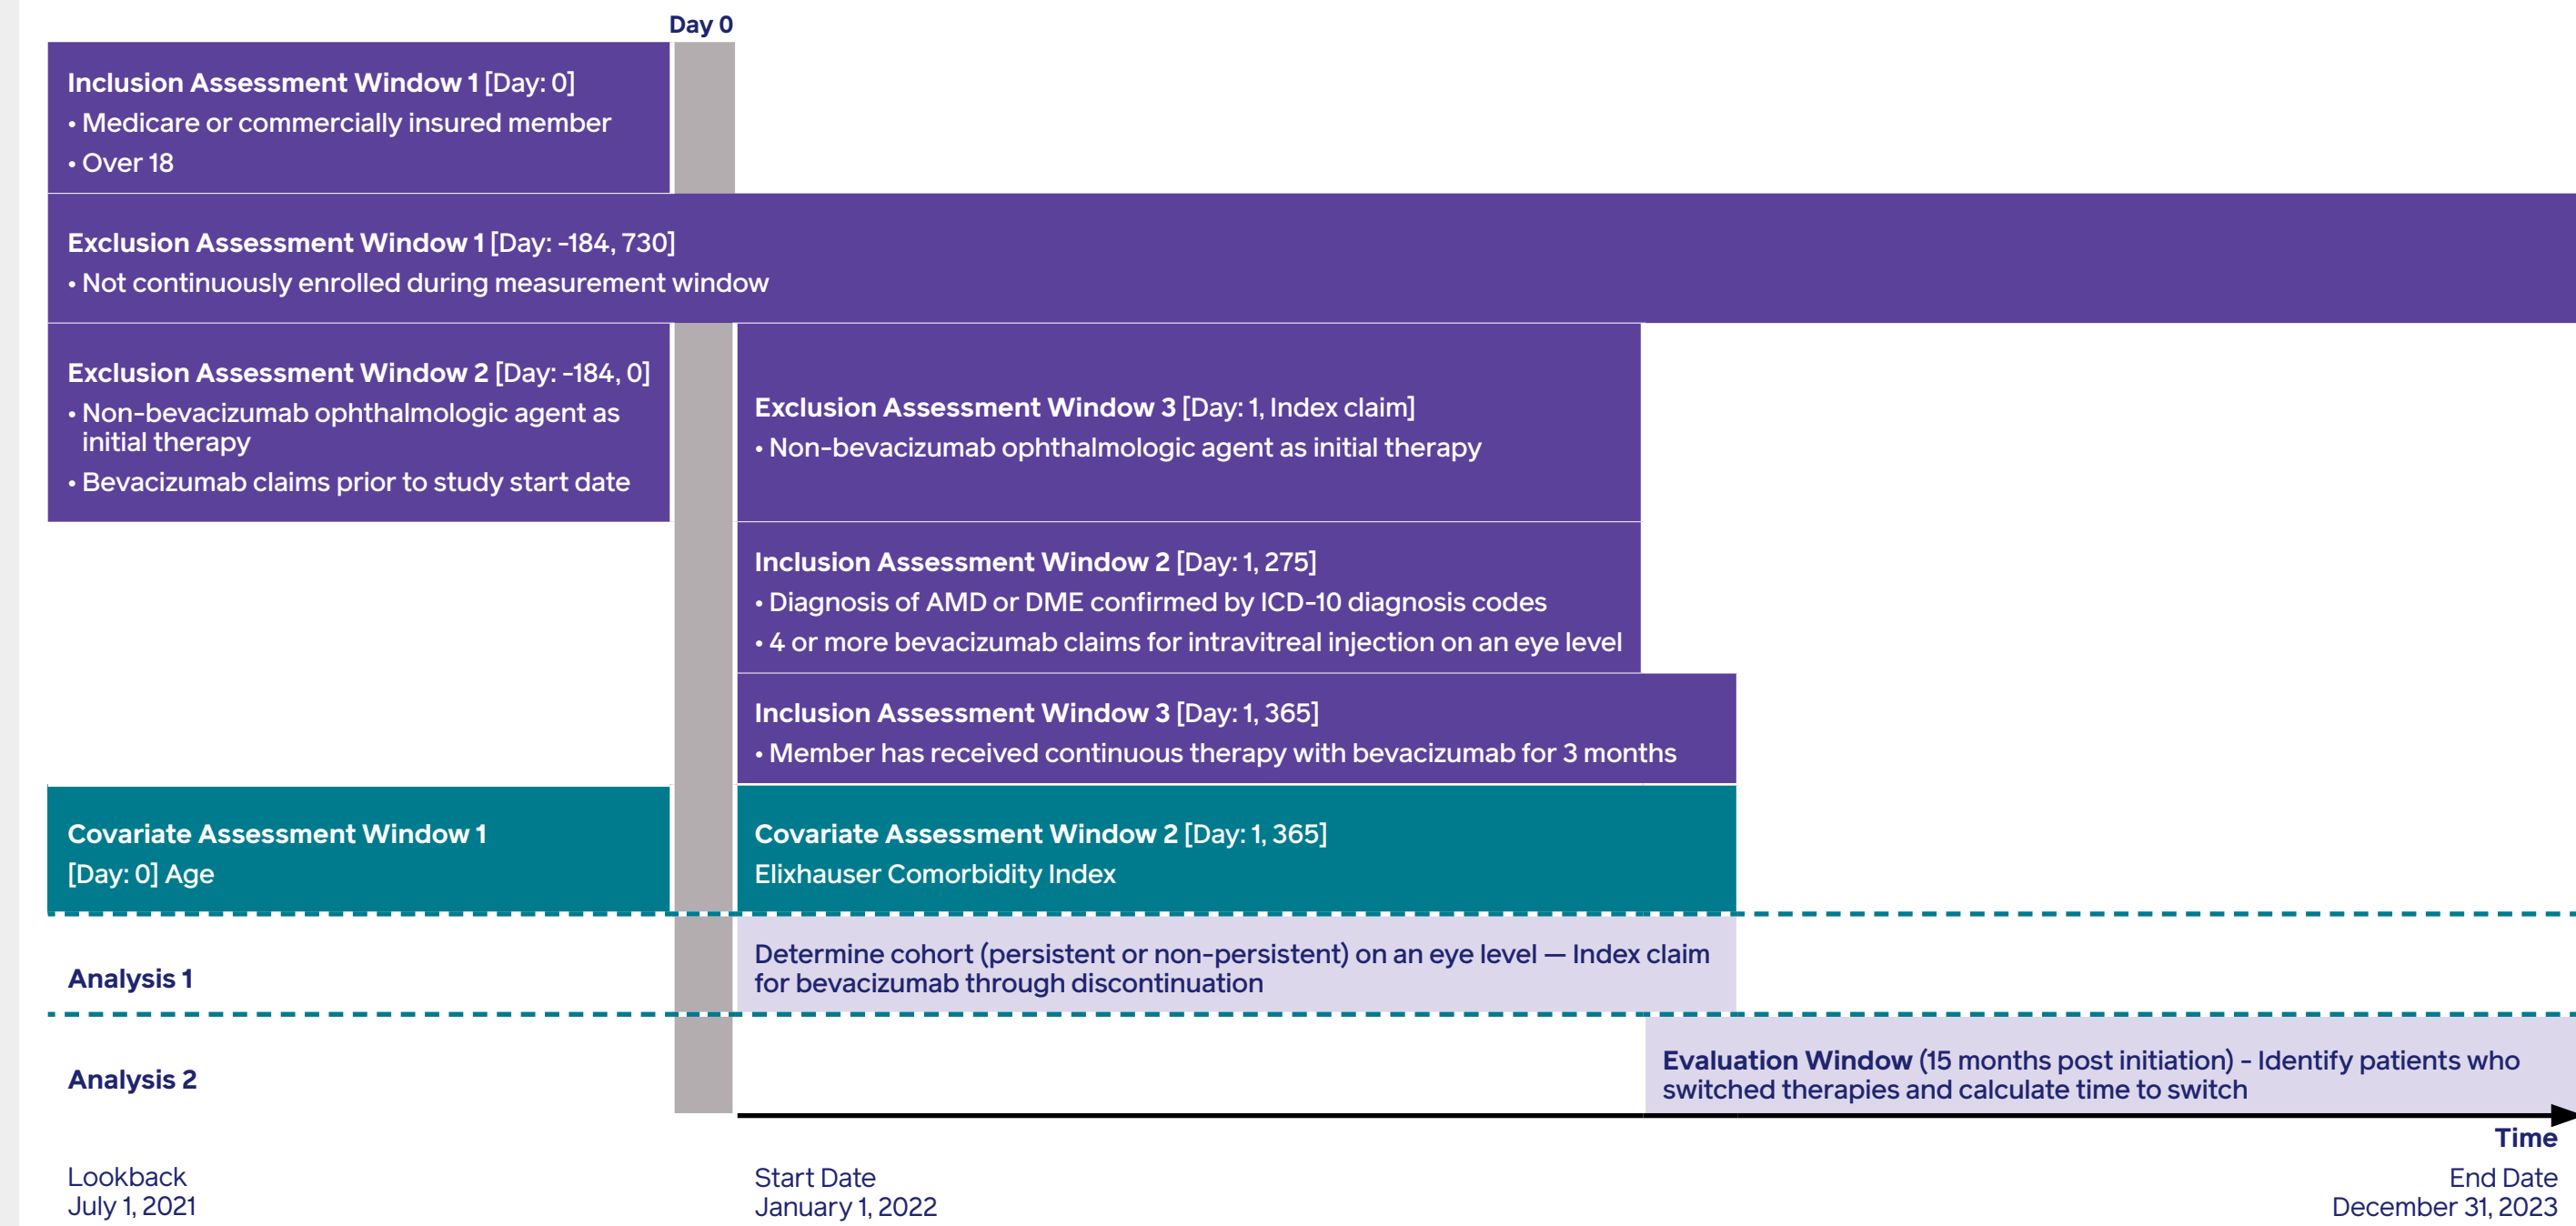 Day 0
Inclusion Assessment Window 1 [Day: 0]
• Medicare or commercially insured member
• Over 18
Exclusion Assessment Window 1 [Day: -184, 730]
• Not continuously enrolled during measurement window
Exclusion Assessment Window 2 [Day: -184, 0]
• Non-bevacizumab ophthalmologic agent as
initial therapy
• Bevacizumab claims prior to study start date
Exclusion Assessment Window 3 [Day: 1, Index claim]
• Non-bevacizumab ophthalmologic agent as initial therapy
Inclusion Assessment Window 2 [Day: 1, 275]
• Diagnosis of AMD or DME confirmed by ICD-10 diagnosis codes
• 4 or more bevacizumab claims for intravitreal injection on an eye level
Inclusion Assessment Window 3 [Day: 1, 365]
• Member has received continuous therapy with bevacizumab for 3 months
Covariate Assessment Window 1
[Day: 0] Age
Covariate Assessment Window 2 [Day: 1, 365]
Elixhauser Comorbidity Index
Analysis 1
Determine cohort (persistent or non-persistent) on an eye level — Index claim
for bevacizumab through discontinuation
Analysis 2
Evaluation Window (15 months post initiation) - Identify patients who
switched therapies and calculate time to switch
Time
Lookback
July 1, 2021
Start Date
January 1, 2022
End Date
December 31, 2023